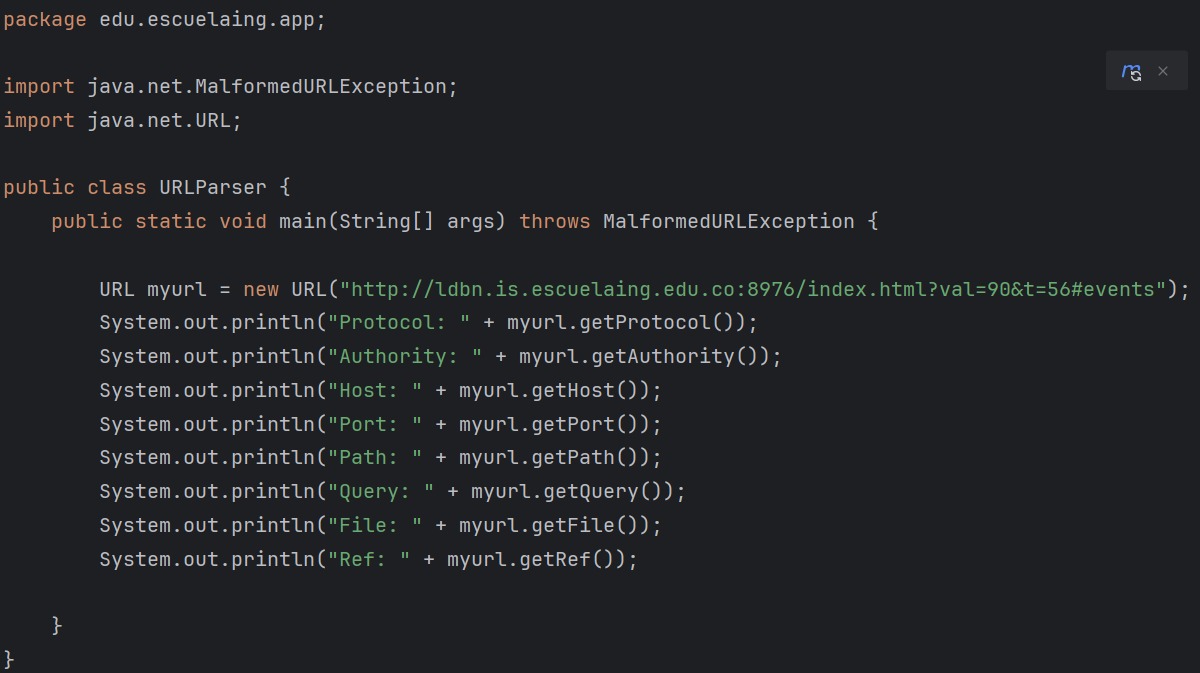 package edu.escuelaing.app;
import java.net.MalformedURLException;
import java.net.URL;
public class URLParser {
    public static void main(String[] args) throws MalformedURLException {
        URL myurl = new URL("http://ldbn.is.escuelaing.edu.co:8976/index.html?val=90&t=56#events");
        System.out.println("Protocol: " + myurl.getProtocol());
        System.out.println("Authority: " + myurl.getAuthority());
        System.out.println("Host: " + myurl.getHost());
        System.out.println("Port: " + myurl.getPort());
        System.out.println("Path: " + myurl.getPath());
        System.out.println("Query: " + myurl.getQuery());
        System.out.println("File: " + myurl.getFile());
        System.out.println("Ref: " + myurl.getRef());
    }
}